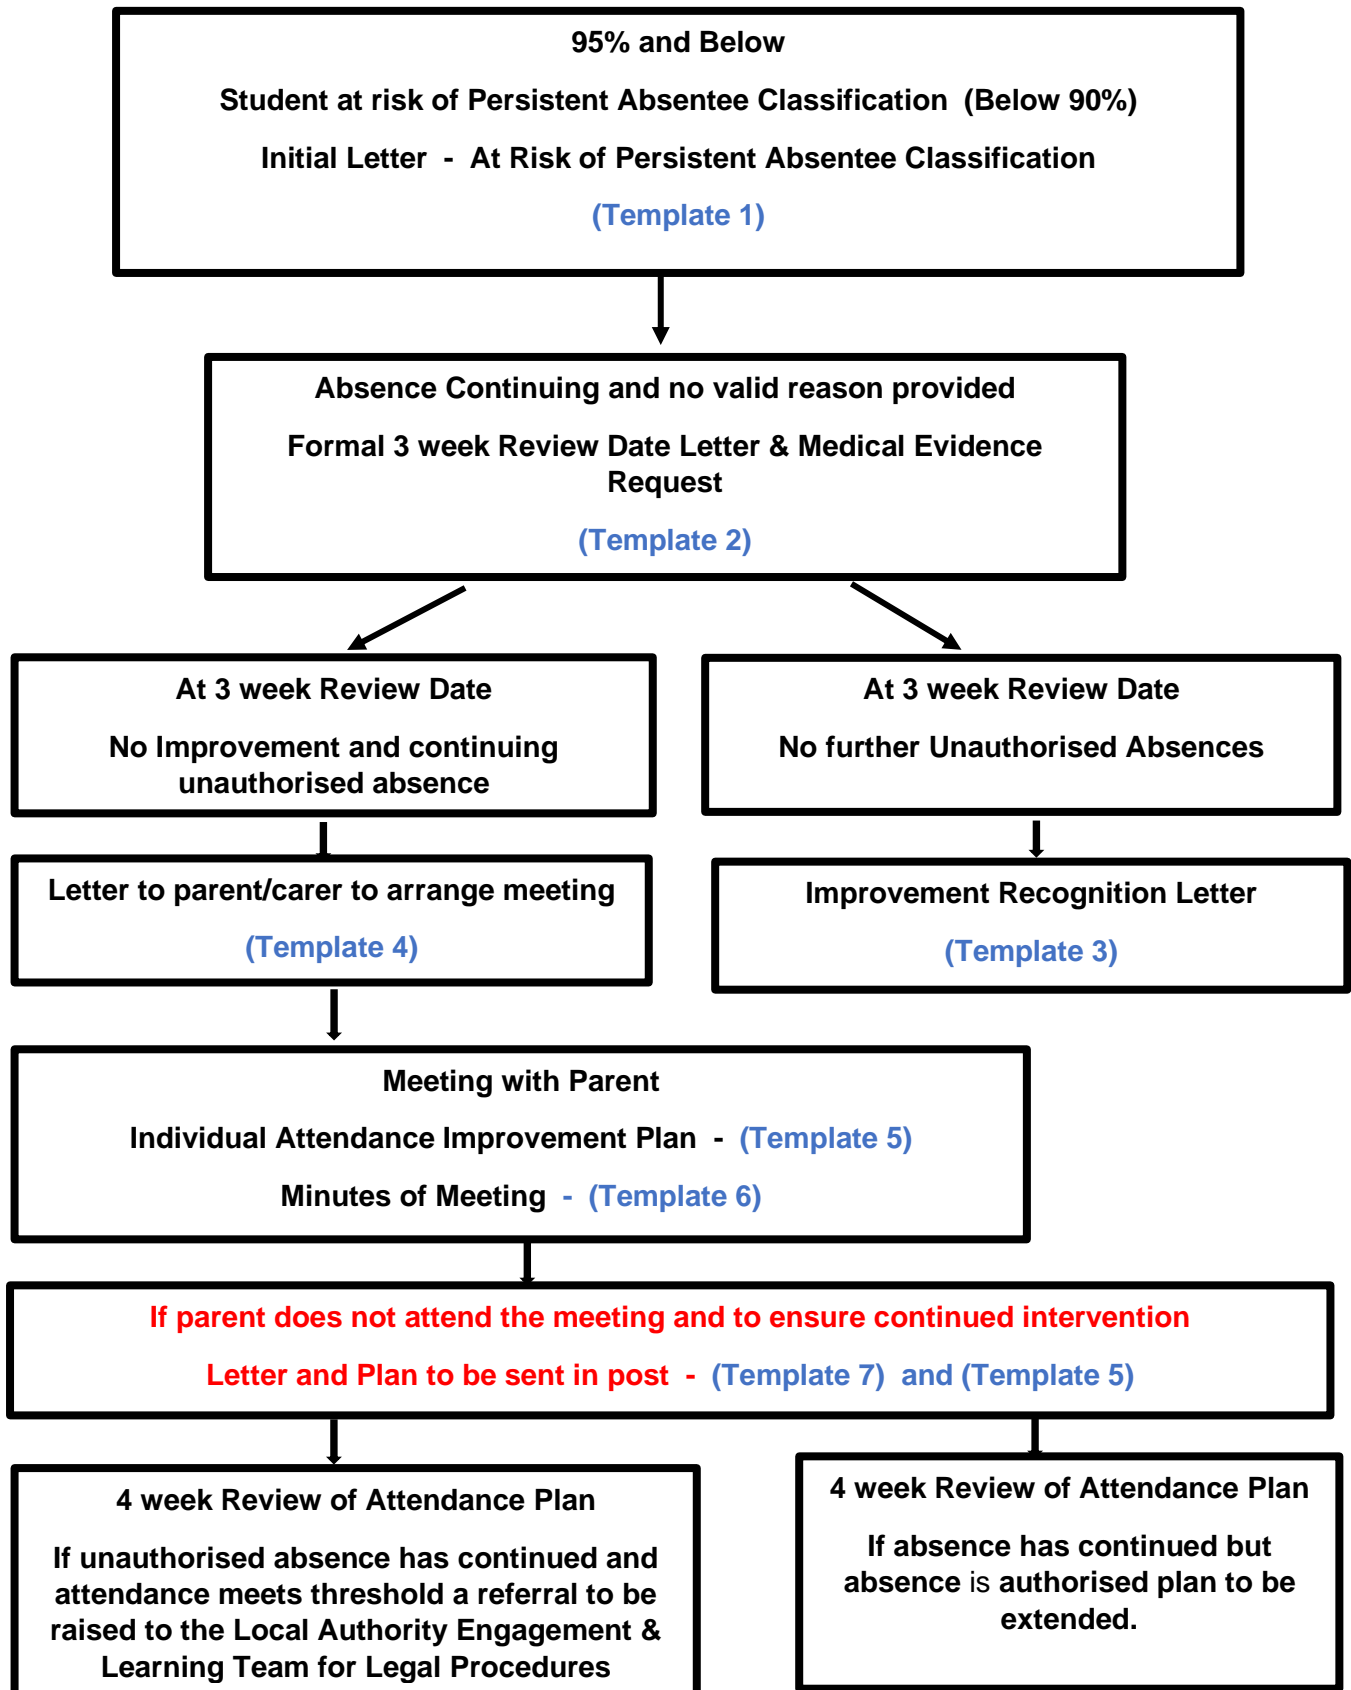 95% and Below
Student at risk of Persistent Absentee Classification (Below 90%)
Initial Letter - At Risk of Persistent Absentee Classification
(Template 1)
Absence Continuing and no valid reason provided
Formal 3 week Review Date Letter & Medical Evidence
Request
(Template 2)
At 3 week Review Date
No Improvement and continuing
unauthorised absence
At 3 week Review Date
No further Unauthorised Absences
Letter to parent/carer to arrange meeting
(Template 4)
Improvement Recognition Letter
(Template 3)
Meeting with Parent
Individual Attendance Improvement Plan - (Template 5)
Minutes of Meeting - (Template 6)
If parent does not attend the meeting and to ensure continued intervention
Letter and Plan to be sent in post - (Template 7) and (Template 5)
4 week Review of Attendance Plan
If unauthorised absence has continued and
attendance meets threshold a referral to be
raised to the Local Authority Engagement &
Learning Team for Legal Procedures
4 week Review of Attendance Plan
If absence has continued but
absence is authorised plan to be
extended.